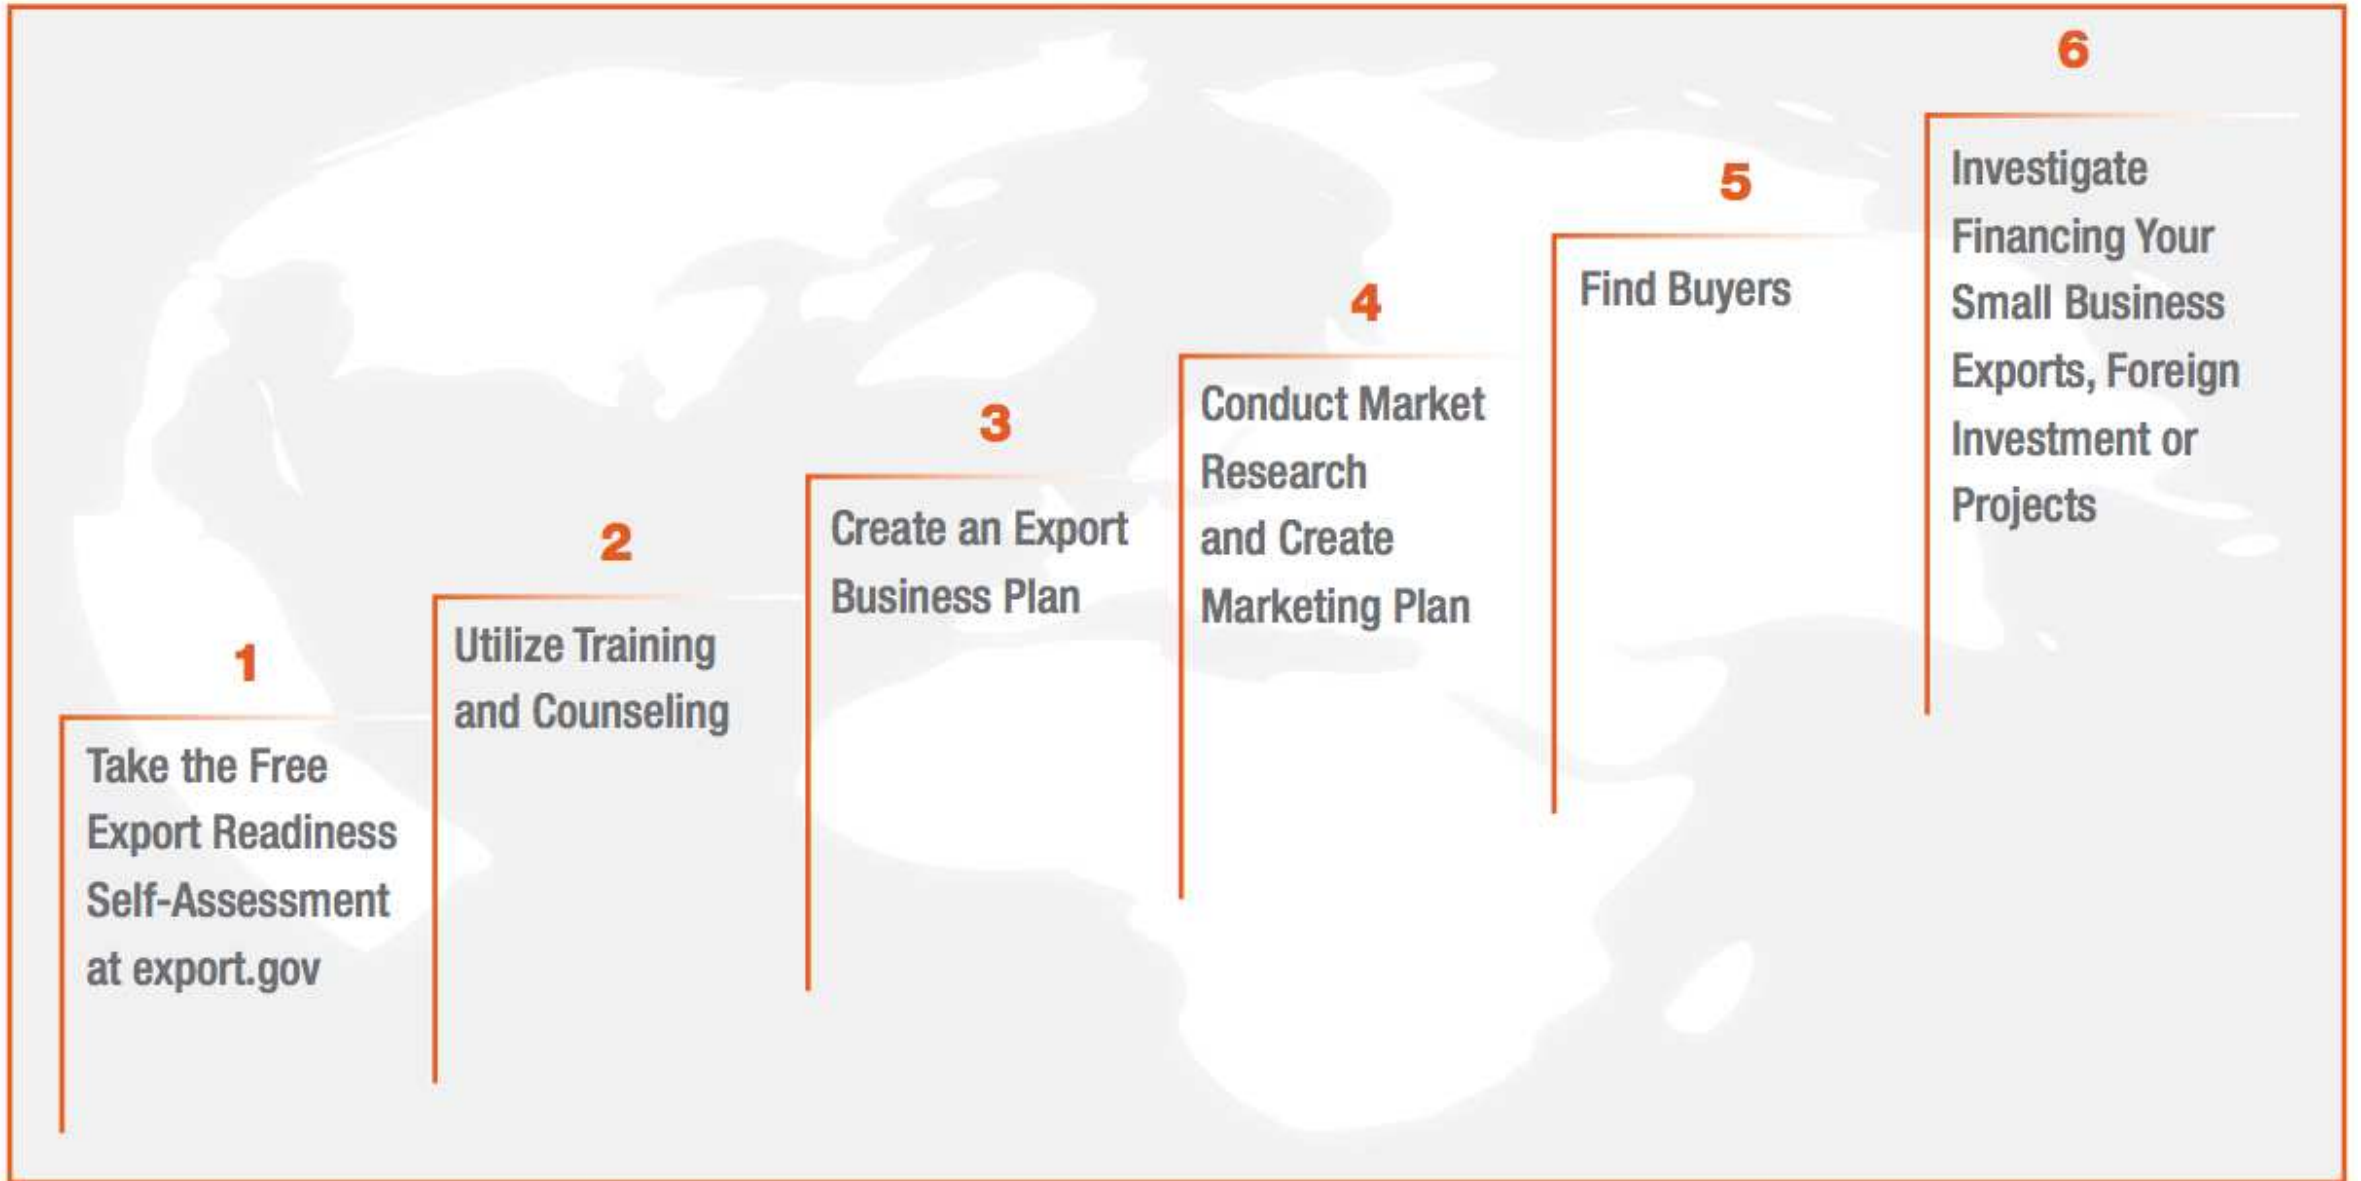 1
Take the Free
Export Readiness
Self-Assessment
at export.gov
2
Utilize Training
and Counseling
3
Create an Export
Business Plan
4
Conduct Market
Research
and Create
Marketing Plan
5
Find Buyers
6
Investigate
Financing Your
Small Business
Exports, Foreign
Investment or
Projects